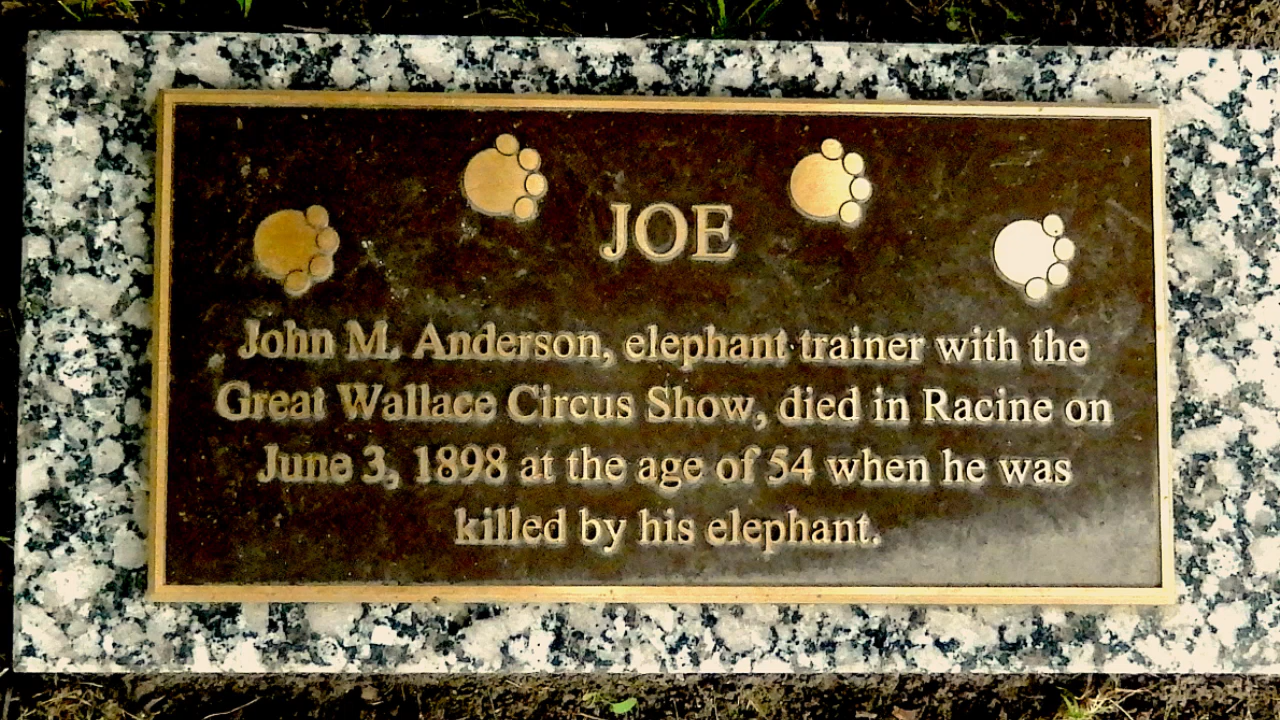 JOE
John M. Anderson, elephant trainer with the
Great Wallace Circus Show, died in Racine on
June 3, 1898 at the age of 54 when he was
killed by his elephant.